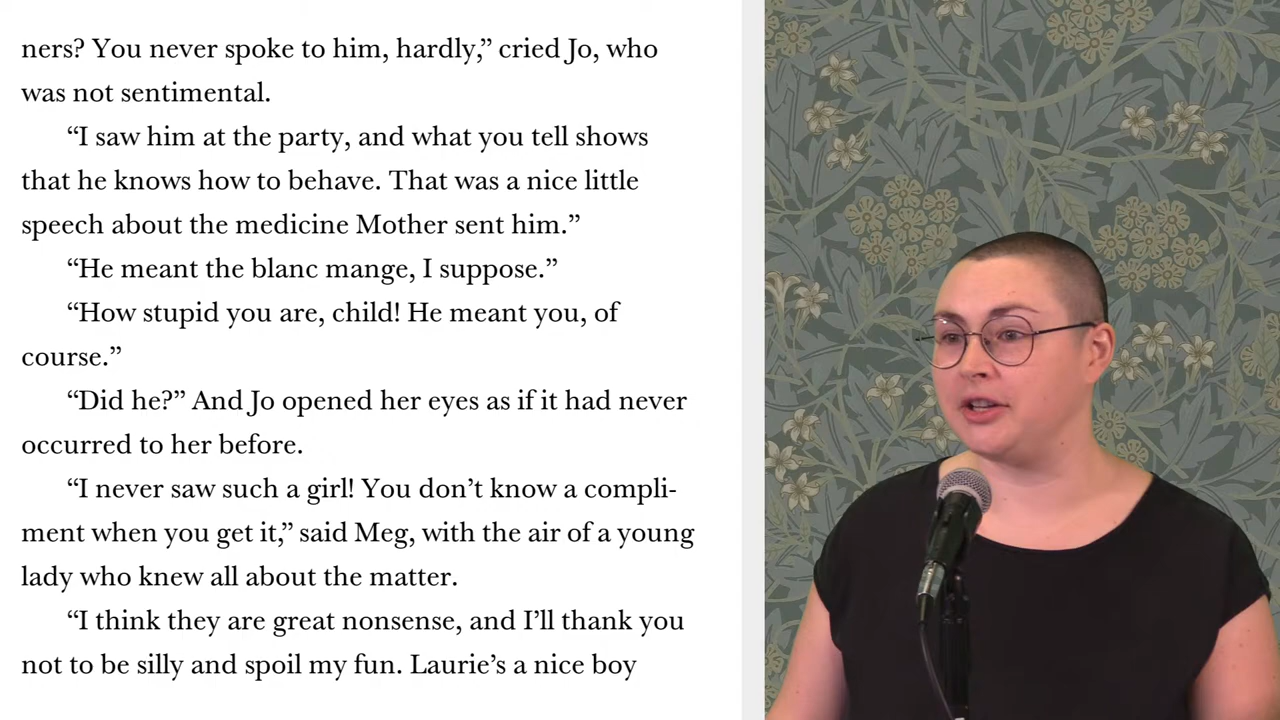 ners? You never spoke to him, hardly,” cried Jo, who
was not sentimental.
“I saw him at the party, and what you tell shows
that he knows how to behave. That was a nice little
speech about the medicine Mother sent him.”
“He meant the blanc mange, I suppose.”
“How stupid you are, child! He meant you, of
course.”
“Did he?” And Jo opened her eyes as if it had never
occurred to her before.
“I never saw such a girl! You don’t know a compli-
ment when you get it,” said Meg, with the air of a young
lady who knew all about the matter.
“I think they are great nonsense, and I’ll thank you
not to be silly and spoil my fun. Laurie’s a nice boy